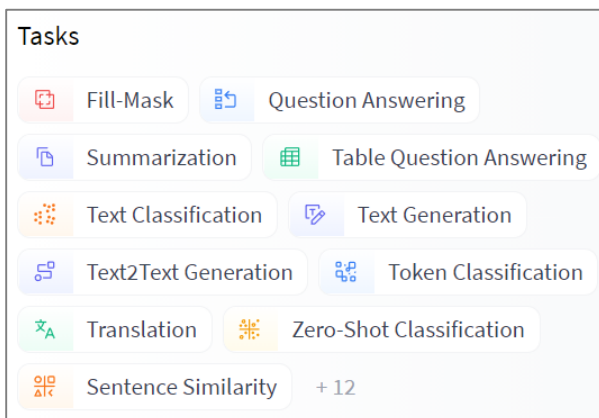 Tasks
Fill-Mask Question Answering
Summarization Table Question Answering
Text Classification Text Generation
Text2Text Generation Token Classification
Translation Zero-Shot Classification
Sentence Similarity + 12